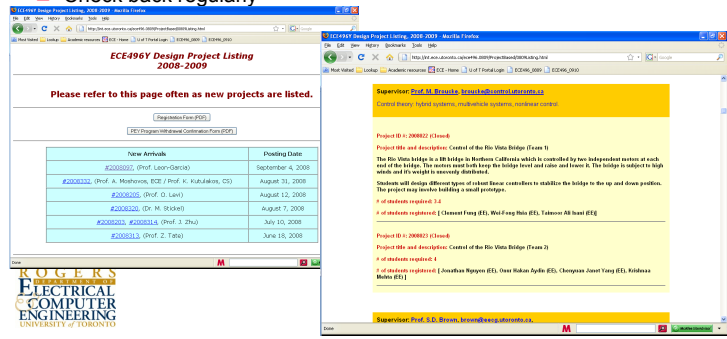 Check back regularly
ECE496Y Design Project Listing, 2008-2009 - Mozilla Firefox
File Edit View History Bookmarks Tools Help
Most Visited Lookup Academic resources ECE - Home U of T Portal Login ECE496_0809 ECE496_0910
ECE496Y Design Project Listing
2008-2009
Please refer to this page often as new projects are listed.
Registration Form (PDF)
PEY Program Withdrawal Confirmation Form (PDF)
New Arrivals Posting Date
#2008097, (Prof. Leon-Garcia) September 4, 2008
#2008332, (Prof. A. Moshovos, ECE / Prof. K. Kutulakos, CS) August 31, 2008
#2008205, (Prof. O. Levi) August 12, 2008
#2008320, (Dr. M. Stickel) August 7, 2008
#2008203, #2008314, (Prof. J. Zhu) July 10, 2008
#2008313, (Prof. Z. Tate) June 18, 2008
Done
ROGERS
DEPARTMENT OF
ELECTRICAL
& COMPUTER
ENGINEERING
UNIVERSITY of TORONTO
ECE496Y Design Project Listing, 2008-2009 - Mozilla Firefox
File Edit View History Bookmarks Tools Help
Most Visited Lookup Academic resources ECE - Home U of T Portal Login ECE496_0809 ECE496_0910
Supervisor: Prof. M. Broucke,
Control theory: hybrid systems, multivehicle systems, nonlinear control.
Project ID #: 2008022 (Closed)
Project title and description: Control of the Rio Vista Bridge (Team 1)
The Rio Vista bridge is a lift bridge in Northern California which is controlled by two independent motors at each
end of the bridge. The motors must both keep the bridge level and raise and lower it. The bridge is subject to high
winds and it's weight is unevenly distributed.
Students will design different types of robust linear controllers to stabilize the bridge to the up and down position.
The project may involve building a small prototype.
# of students required: 3-4
# of students registered: [ Clement Fung (EE), Wei-Feng Hsia (EE), Taimoor Ali (EE)]
Project ID #: 2008023 (Closed)
Project title and description: Control of the Rio Vista Bridge (Team 2)
# of students required: 4
# of students registered: [ Jonathan Nguyen (EE), Onur Hakan Aydin (EE), Chenyuan Janet Yang (EE), Krishnaa
Mehta (EE) ]
Supervisor: Prof. S.D. Brown, brown@eecg.utoronto.ca,
Done